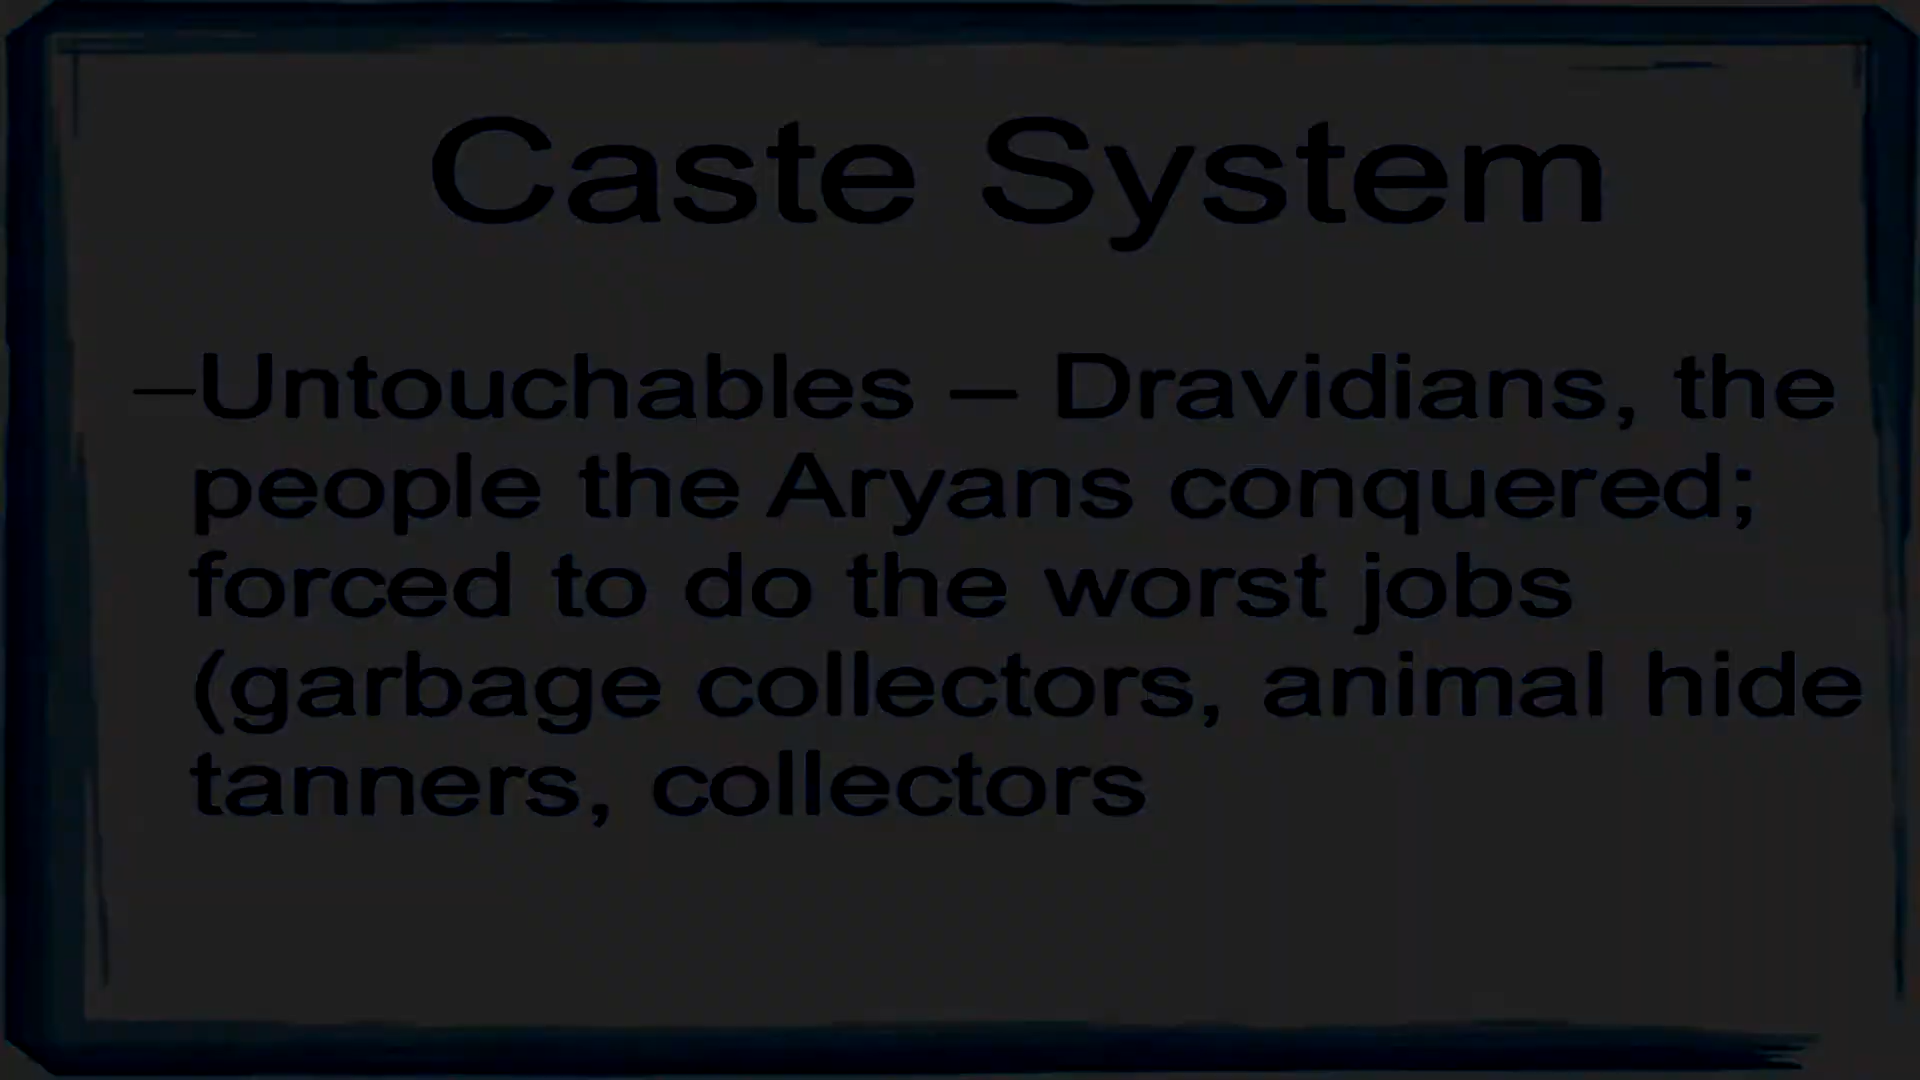 Caste System
–Untouchables – Dravidians, the
people the Aryans conquered;
forced to do the worst jobs
(garbage collectors, animal hide
tanners, collectors